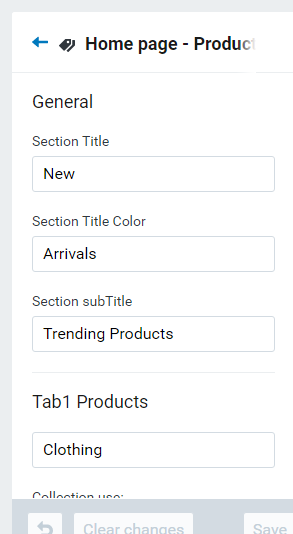 Home page - Product
General
Section Title
New
Section Title Color
Arrivals
Section subTitle
Trending Products
Tab1 Products
Clothing
Collection use:
Clear changes
Save